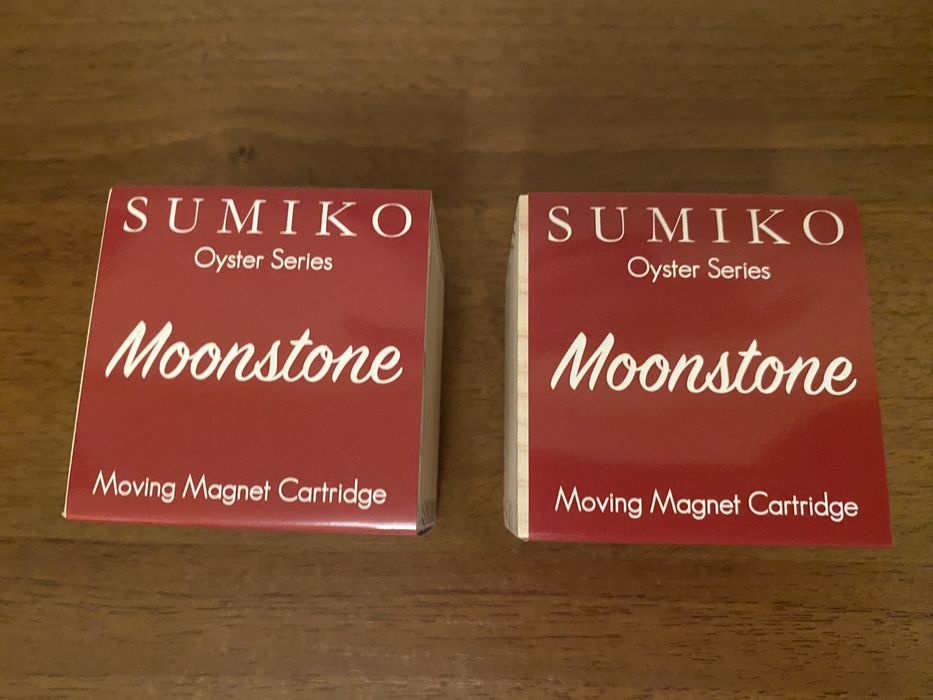 SUMIKO
Oyster Series
Moonstone
Moving Magnet Cartridge
SUMIKO
Oyster Series
Moonstone
Moving Magnet Cartridge